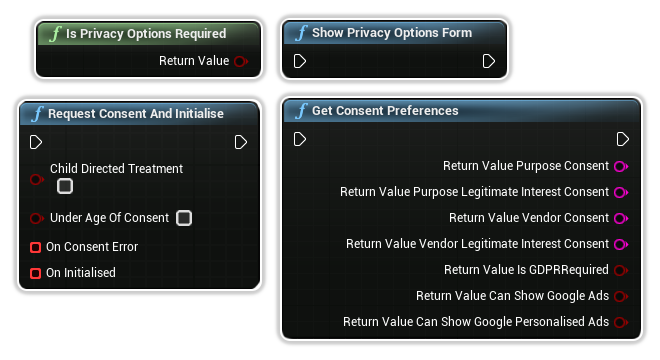 Is Privacy Options Required
Return Value
Show Privacy Options Form
Request Consent And Initialise
Child Directed Treatment
Under Age Of Consent
On Consent Error
On Initialised
Get Consent Preferences
Return Value Purpose Consent
Return Value Purpose Legitimate Interest Consent
Return Value Vendor Consent
Return Value Vendor Legitimate Interest Consent
Return Value Is GDPRRequired
Return Value Can Show Google Ads
Return Value Can Show Google Personalised Ads